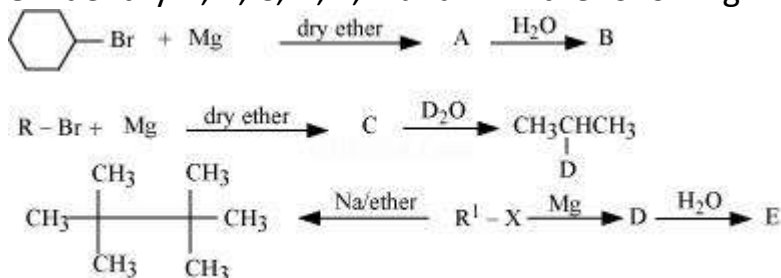 Br + Mg dry ether A H₂O B
R – Br + Mg dry ether C D₂O CH₃CHCH₃
D
CH₃ CH₃
CH₃ CH₃ Na/ether R¹ – X Mg D H₂O E
CH₃ CH₃